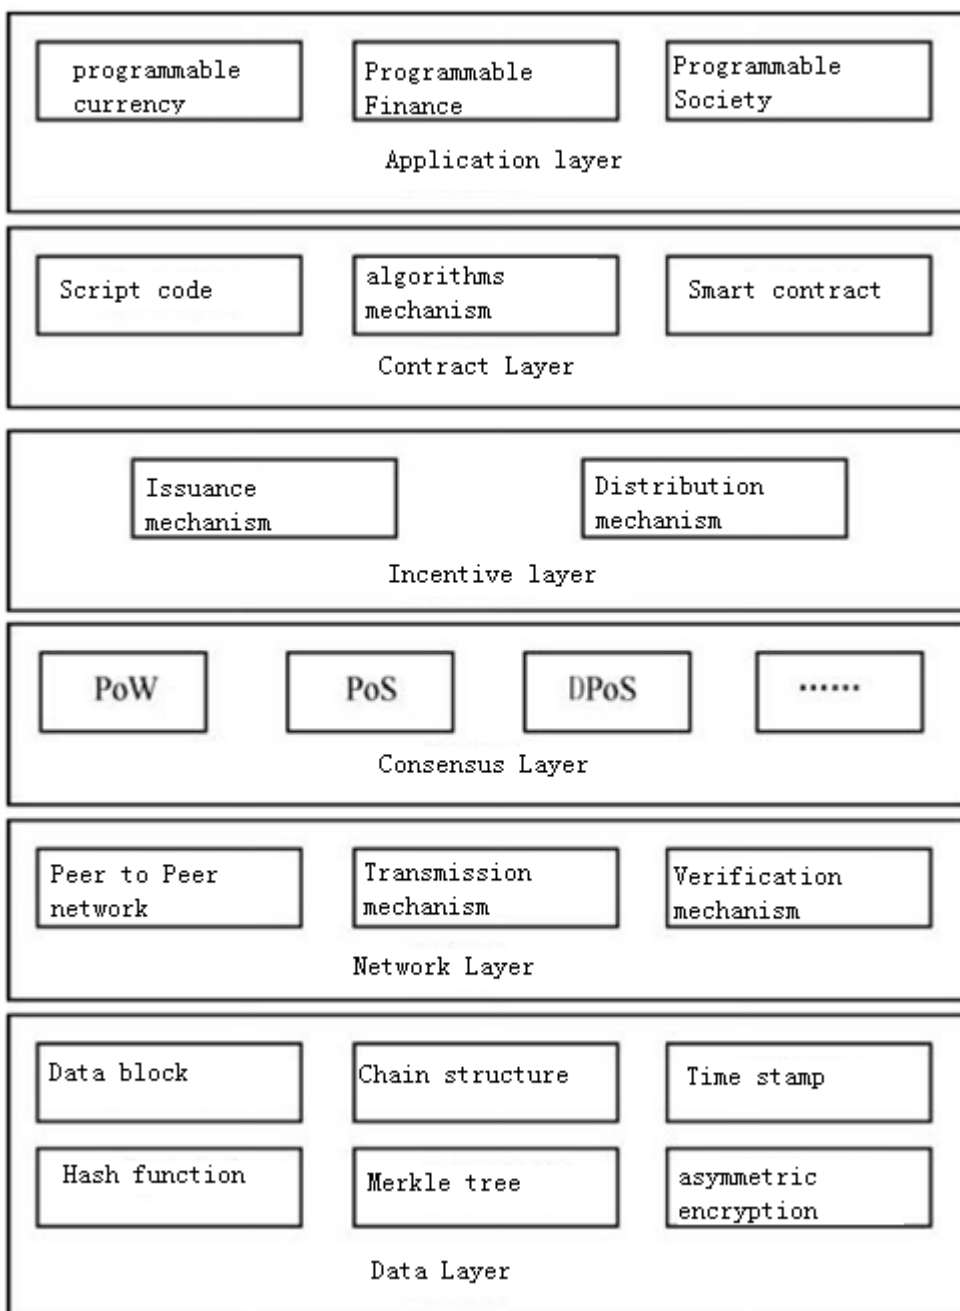 programmable
currency
Programmable
Finance
Programmable
Society
Application layer
Script code
algorithms
mechanism
Smart contract
Contract Layer
Issuance
mechanism
Distribution
mechanism
Incentive layer
PoW
PoS
DPoS
……
Consensus Layer
Peer to Peer
network
Transmission
mechanism
Verification
mechanism
Network Layer
Data block
Chain structure
Time stamp
Hash function
Merkle tree
asymmetric
encryption
Data Layer